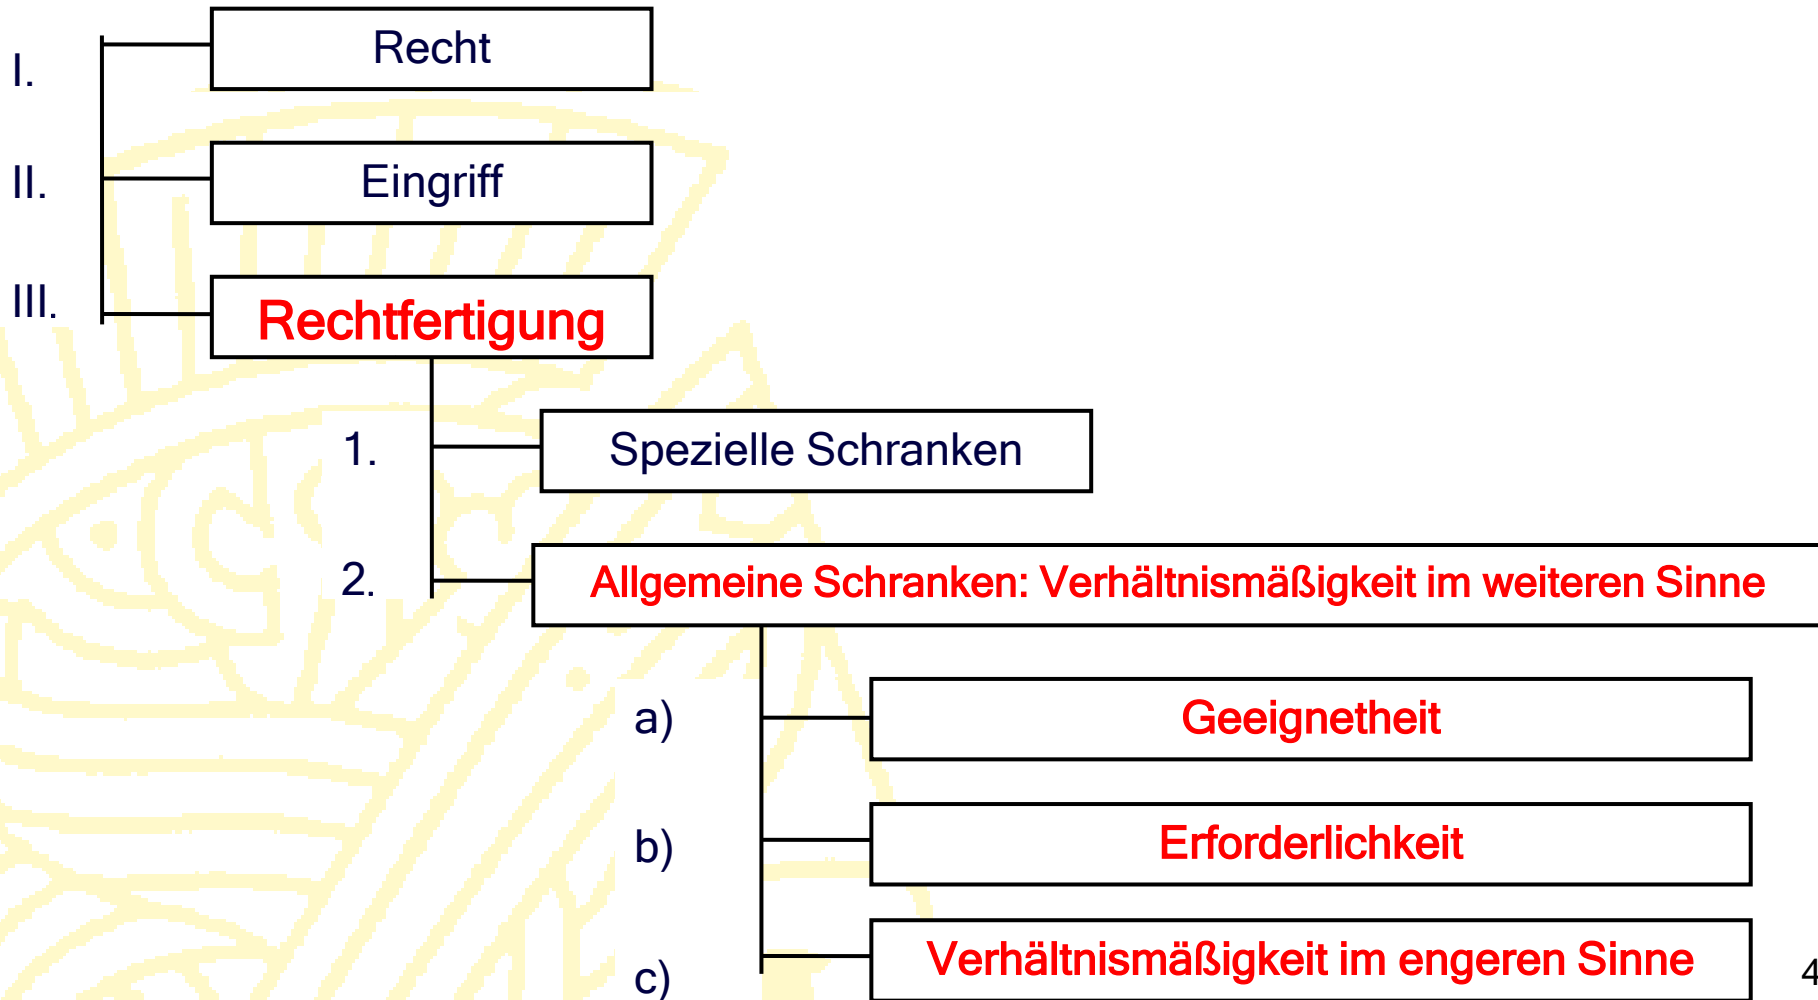 I. Recht
II. Eingriff
III. Rechtfertigung
1. Spezielle Schranken
2. Allgemeine Schranken: Verhältnismäßigkeit im weiteren Sinne
a) Geeignetheit
b) Erforderlichkeit
c) Verhältnismäßigkeit im engeren Sinne
4